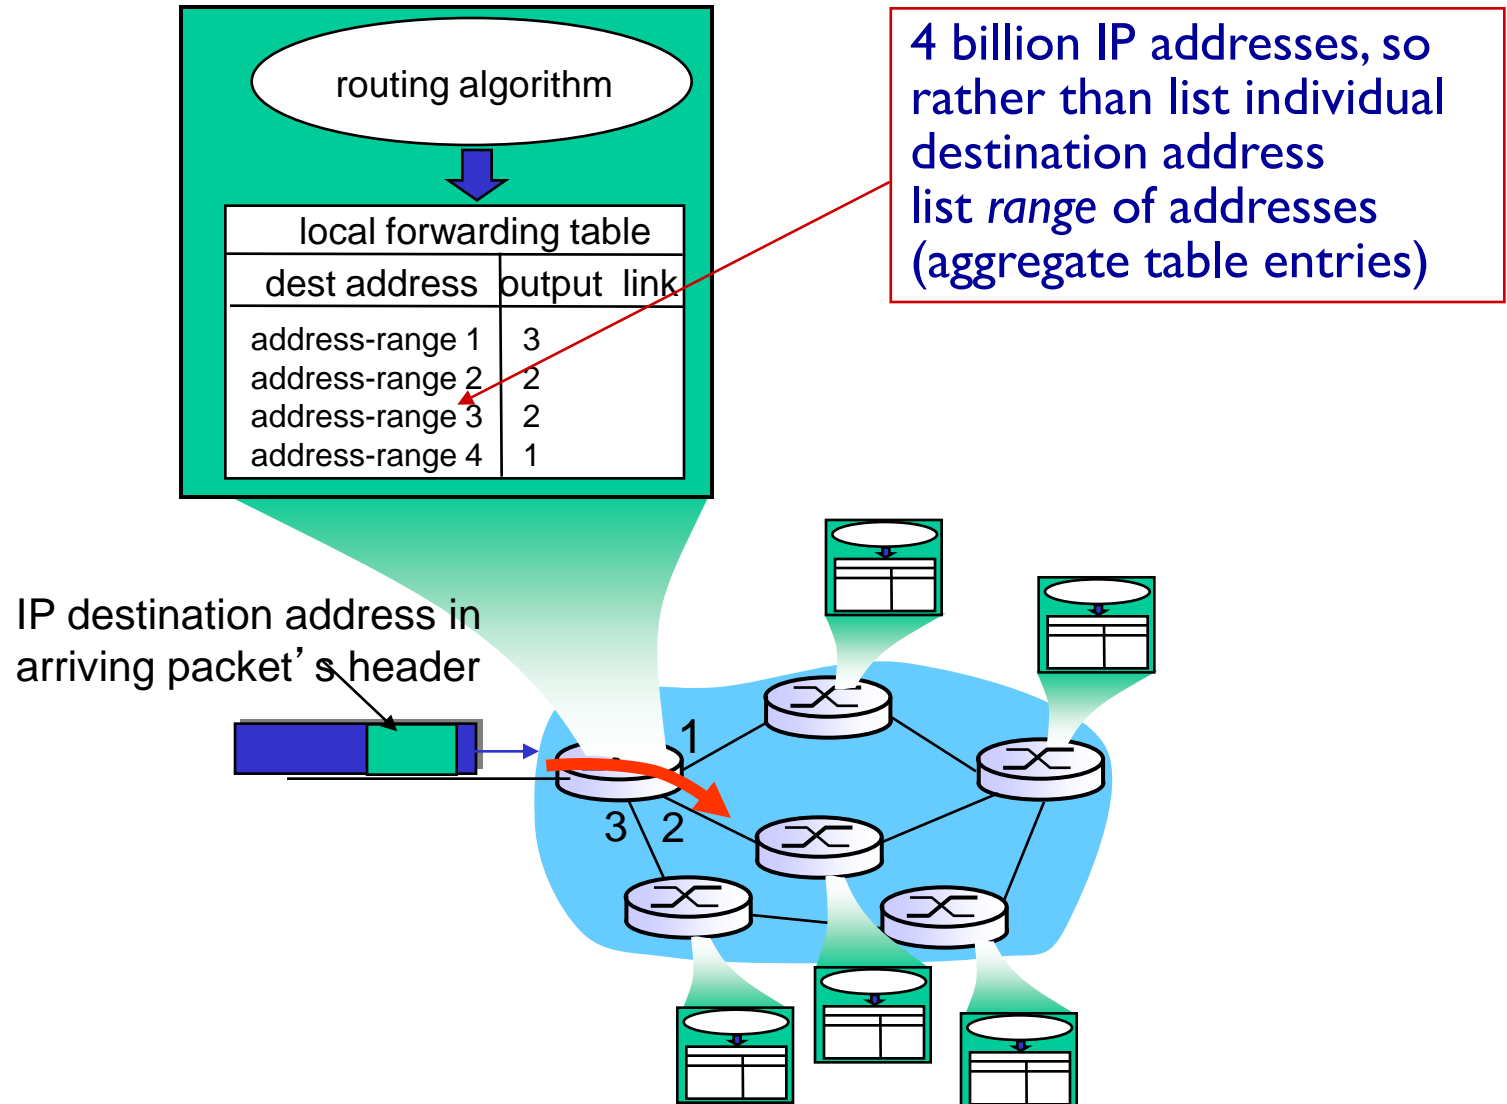 routing algorithm
local forwarding table
dest address output link
address-range 1 3
address-range 2 2
address-range 3 2
address-range 4 1
4 billion IP addresses, so
rather than list individual
destination address
list range of addresses
(aggregate table entries)
IP destination address in
arriving packet’s header
1
3 2